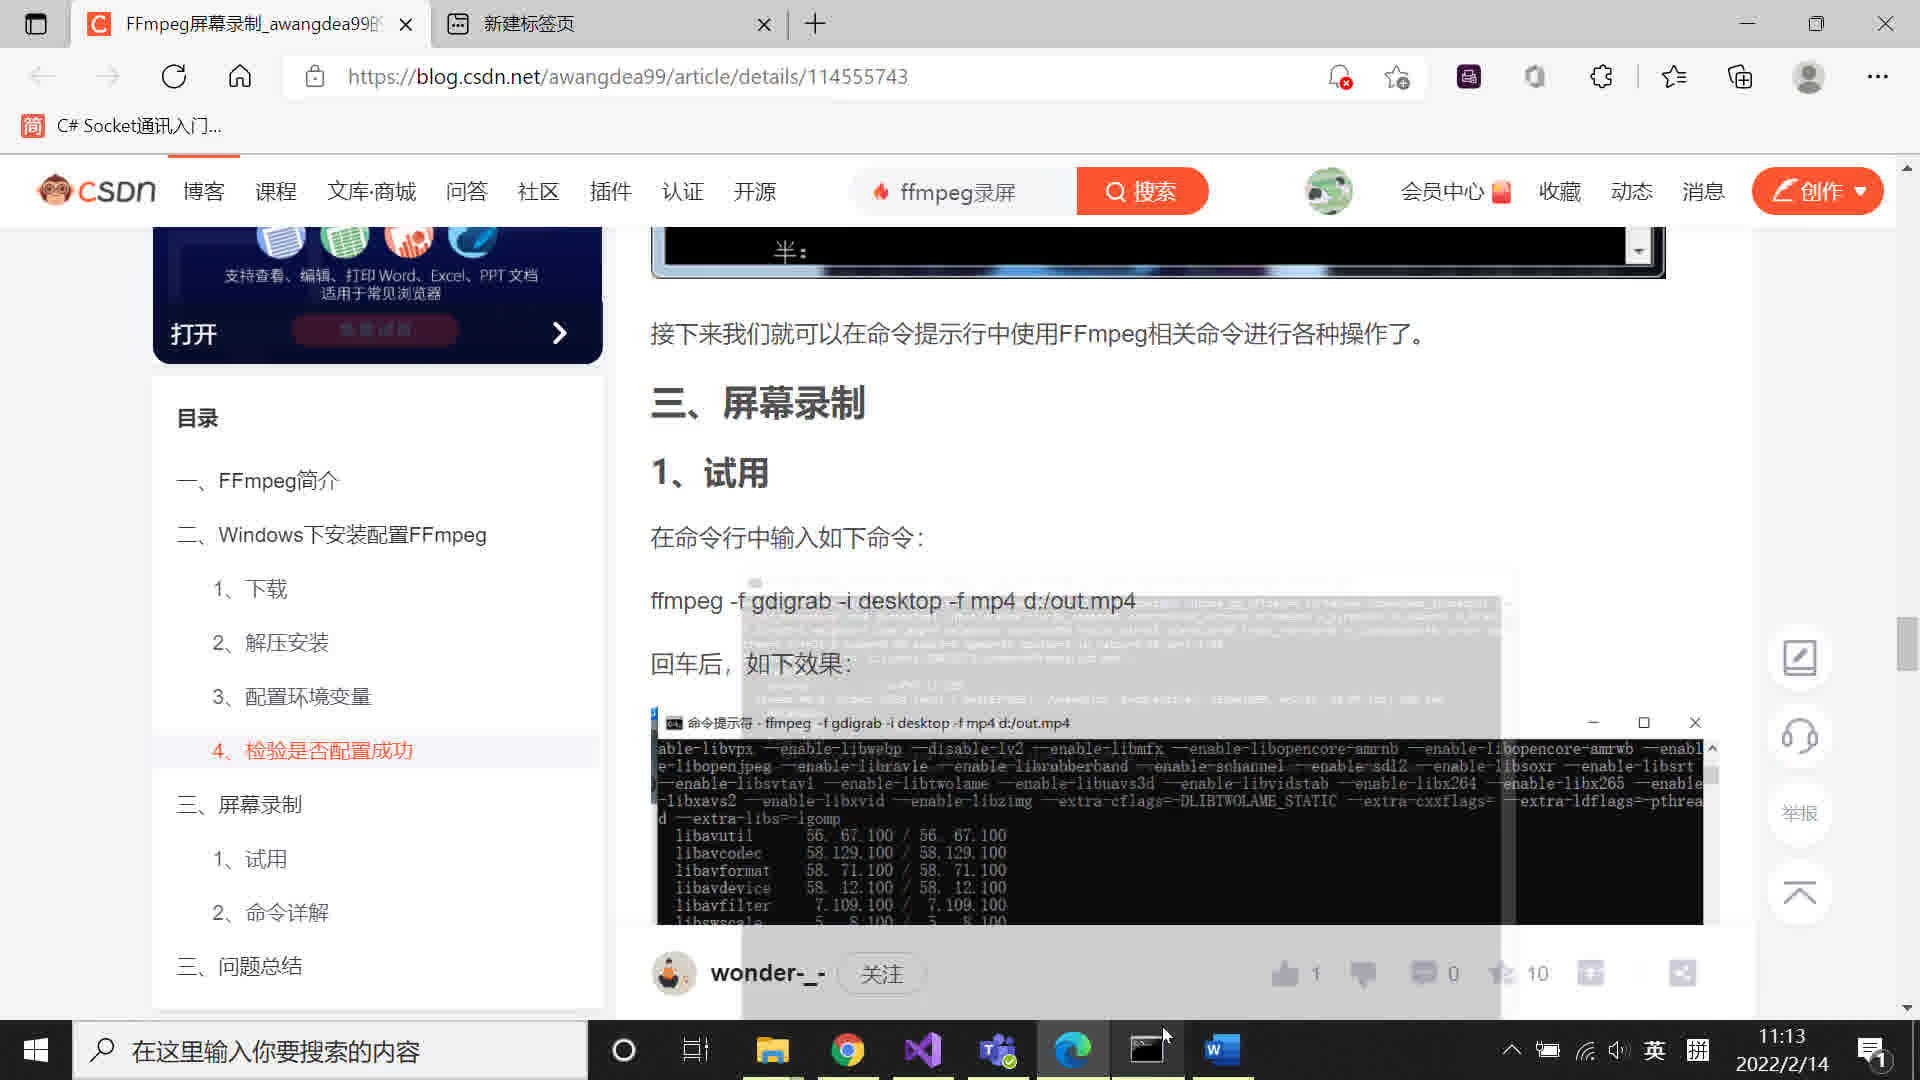 FFmpeg屏幕录制_awangdea99的
新建标签页
https://blog.csdn.net/awangdea99/article/details/114555743
简 C# Socket通讯入门...
CSDN 博客 课程 文库·商城 问答 社区 插件 认证 开源 ffmpeg录屏 搜索 会员中心 收藏 动态 消息 创作
支持查看、编辑、打印 Word、Excel、PPT 文档
适用于常见浏览器
打开
目录
一、FFmpeg简介
二、Windows下安装配置FFmpeg
1、下载
2、解压安装
3、配置环境变量
4、检验是否配置成功
三、屏幕录制
1、试用
2、命令详解
三、问题总结
半:
接下来我们就可以在命令提示行中使用FFmpeg相关命令进行各种操作了。
三、屏幕录制
1、试用
在命令行中输入如下命令：
ffmpeg -f gdigrab -i desktop -f mp4 d:/out.mp4
回车后，如下效果：
命令提示符 - ffmpeg -f gdigrab -i desktop -f mp4 d:/out.mp4
able-libvpx --enable-libwebp --disable-lv2 --enable-libmfx --enable-libopencore-amrnb --enable-libopencore-amrwb --enabl
e-libopenjpeg --enable-librav1e --enable-librubberband --enable-schannel --enable-sdl2 --enable-libsoxr --enable-libsrt
--enable-libsvtav1 --enable-libtwolame --enable-libuavs3d --enable-libvidstab --enable-libx264 --enable-libx265 --enable
-libxavs2 --enable-libxvid --enable-libzimg --extra-cflags=-DLIBTWOLAME_STATIC --extra-cxxflags= --extra-ldflags=-pthrea
d --extra-libs=-lgomp
libavutil 56. 67.100 / 56. 67.100
libavcodec 58.129.100 / 58.129.100
libavformat 58. 71.100 / 58. 71.100
libavdevice 58. 12.100 / 58. 12.100
libavfilter 7.109.100 / 7.109.100
libswscale 5. 8.100 / 5. 8.100
wonder-_- 关注 1 0 10
举报
在这里输入你要搜索的内容
英 拼
11:13
2022/2/14
1